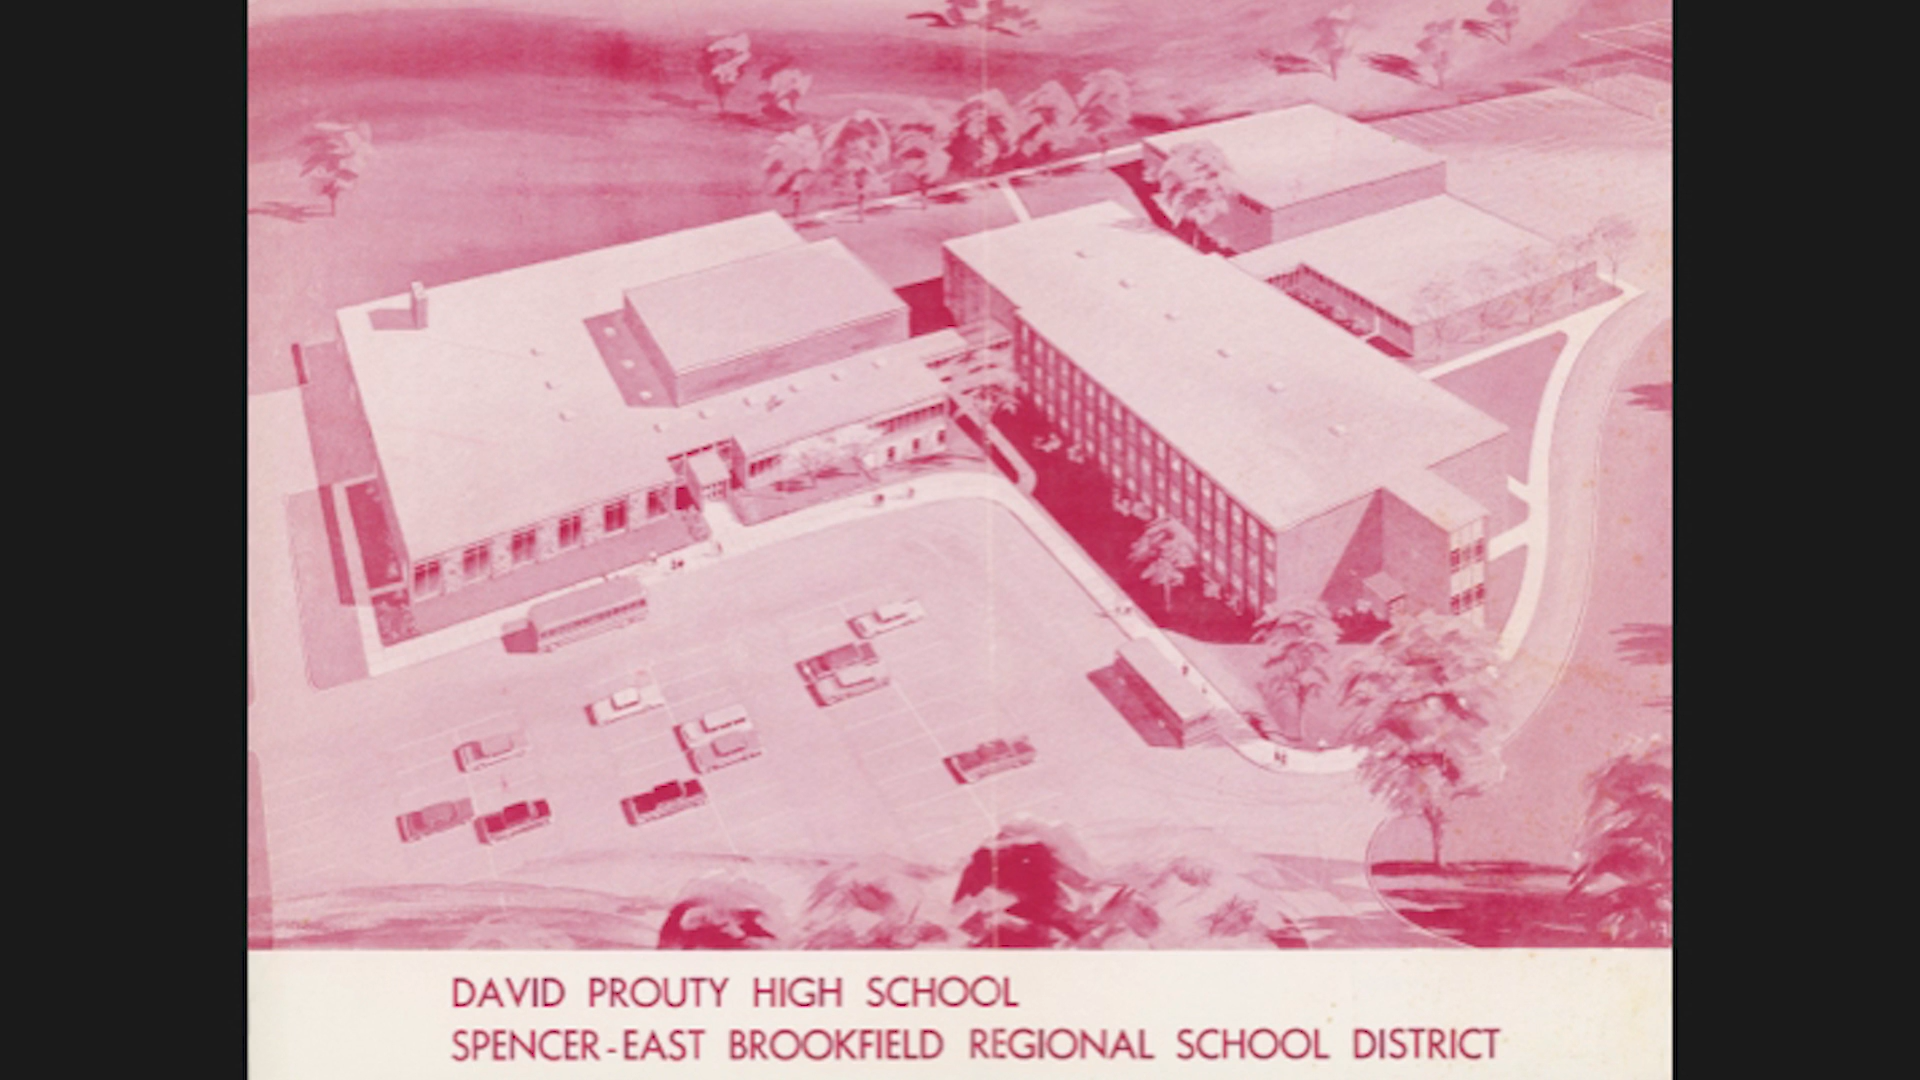 DAVID PROUTY HIGH SCHOOL
SPENCER-EAST BROOKFIELD REGIONAL SCHOOL DISTRICT